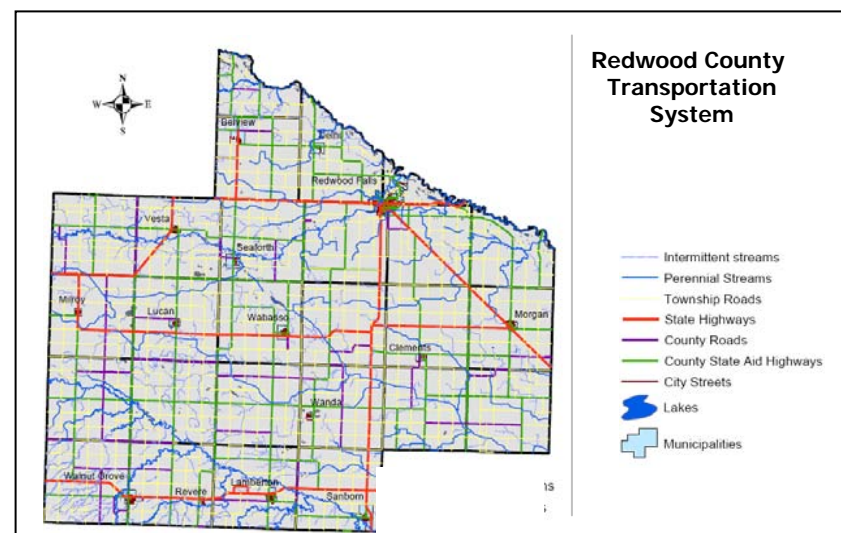 Redwood County
Transportation
System
N
W E
S
Belview
Delhi
Redwood Falls
Vesta
Seaforth
Milroy
Lucan
Wabasso
Morgan
Clements
Wanda
Walnut Grove
Revere
Lamberton
Sanborn
Intermittent streams
Perennial Streams
Township Roads
State Highways
County Roads
County State Aid Highways
City Streets
Lakes
Municipalities